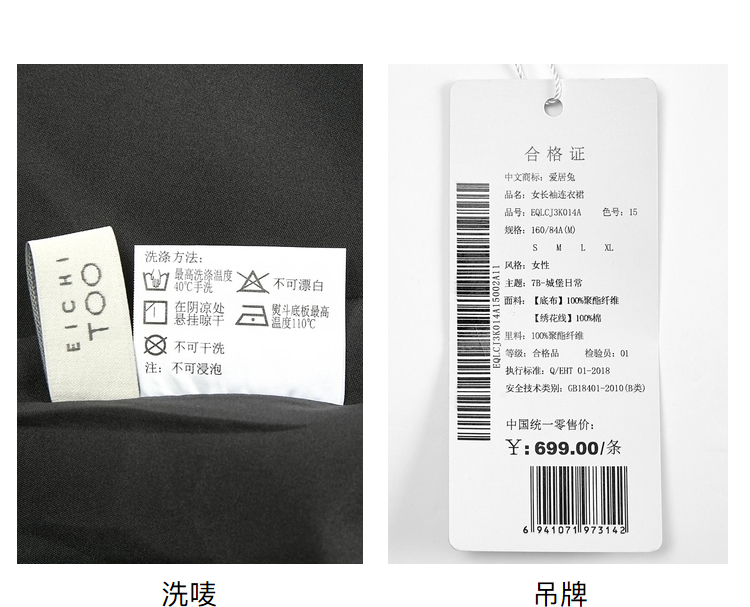 EICHI
TOO
洗涤方法：
最高洗涤温度
40℃手洗
不可漂白
在阴凉处
悬挂晾干
熨斗底板最高
温度110℃
不可干洗
注：不可浸泡
洗唛
合格证
中文商标：爱居兔
品名：女长袖连衣裙
品号：EQLCJ3K014A 色号：15
规格：160/84A(M)
S M L XL
风格：女性
主题：7B-城堡日常
面料：【底布】100%聚酯纤维
【绣花线】100%棉
里料：100%聚酯纤维
等级：合格品 检验员：01
执行标准：Q/EHT 01-2018
安全技术类别：GB18401-2010(B类)
EQLCJ3K014A15002A11
中国统一零售价：
¥:699.00/条
6 941071 973142
吊牌